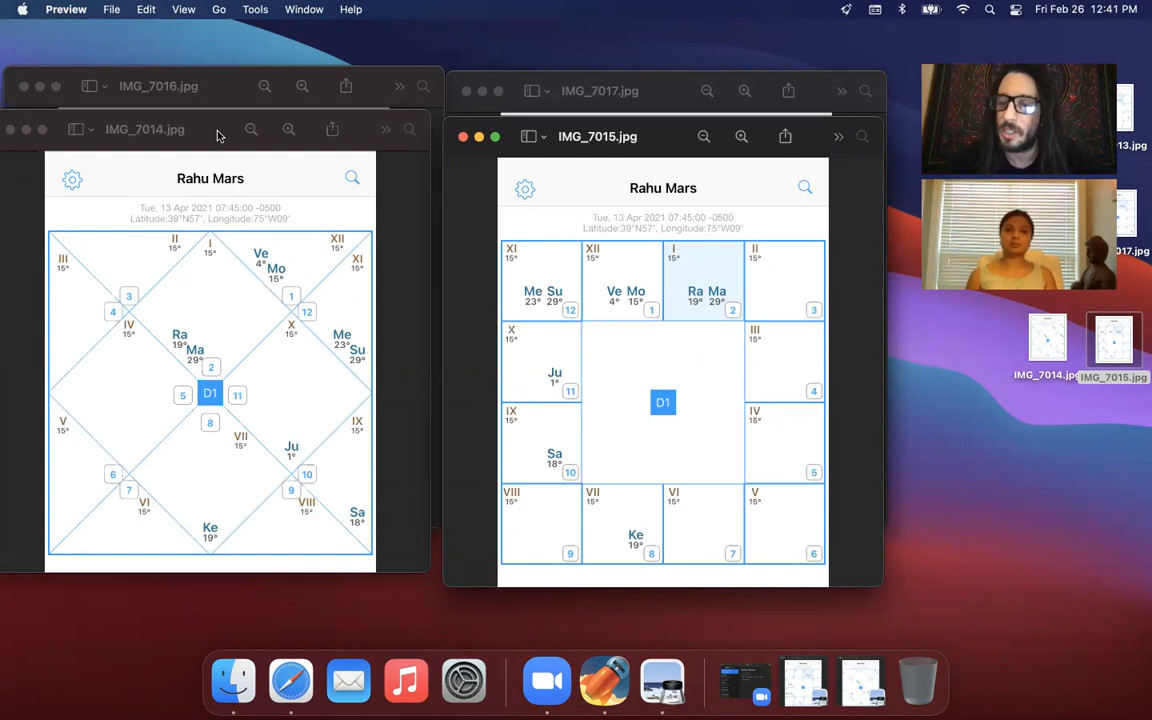 Preview File Edit View Go Tools Window Help Fri Feb 26 12:41 PM
IMG_7016.jpg
IMG_7017.jpg
IMG_7014.jpg
IMG_7015.jpg
Rahu Mars
Tue, 13 Apr 2021 07:45:00 -0500
Latitude:39°N57', Longitude:75°W09'
II I XII
15° 15° 15°
III Ve XI
15° 4° 15°
Mo
15°
3 1
4 12
IV X
15° 15°
Ra Me
19° 23°
Ma Su
29° 29°
2
5 D1 11
8
V VII IX
15° 15° 15°
Ju
1°
6 10
7 9
VI VIII
15° 15°
Sa
18°
Ke
19°
Rahu Mars
Tue, 13 Apr 2021 07:45:00 -0500
Latitude:39°N57', Longitude:75°W09'
XI XII I II
15° 15° 15° 15°
Me Su Ve Mo Ra Ma
23° 29° 4° 15° 19° 29°
12 1 2 3
X III
15° 15°
Ju
1°
11 4
D1
iX IV
15° 15°
Sa
18°
10 5
VIII VII VI V
15° 15° 15° 15°
Ke
19°
9 8 7 6
13.jpg
17.jpg
IMG_7014.jpg IMG_7015.jpg